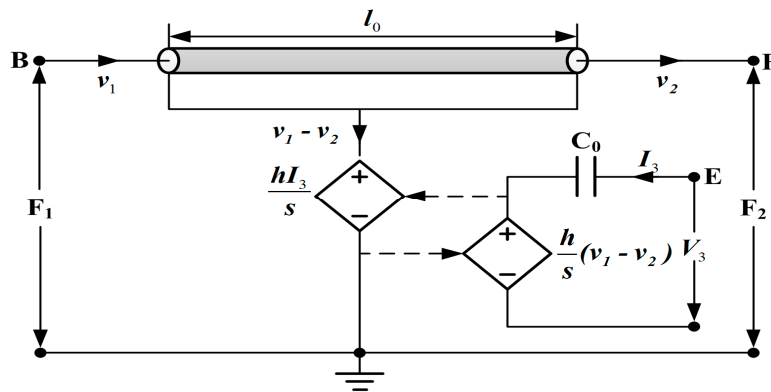 l₀
B
v₁
v₂
F₁
v₁ - v₂
C₀
I₃
E
hI₃/s
+
−
F₂
+
−
h/s (v₁ - v₂)
V₃